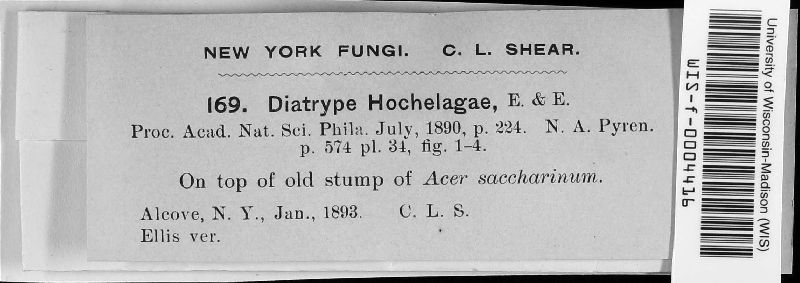 NEW YORK FUNGI. C. L. SHEAR.
169. Diatrype Hochelagae, E. & E.
Proc. Acad. Nat. Sci. Phila. July, 1890, p. 224. N. A. Pyren.
p. 574 pl. 34, fig. 1-4.
On top of old stump of Acer saccharinum.
Alcove, N. Y., Jan., 1893. C. L. S.
Ellis ver.
University of Wisconsin-Madison (WIS)
WIS-f-0004416